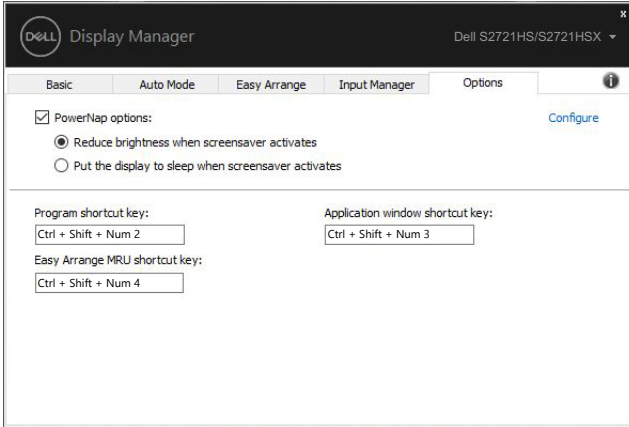 x
DELL Display Manager Dell S2721HS/S2721HSX
Basic Auto Mode Easy Arrange Input Manager Options i
PowerNap options: Configure
Reduce brightness when screensaver activates
Put the display to sleep when screensaver activates
Program shortcut key: Application window shortcut key:
Ctrl + Shift + Num 2 Ctrl + Shift + Num 3
Easy Arrange MRU shortcut key:
Ctrl + Shift + Num 4